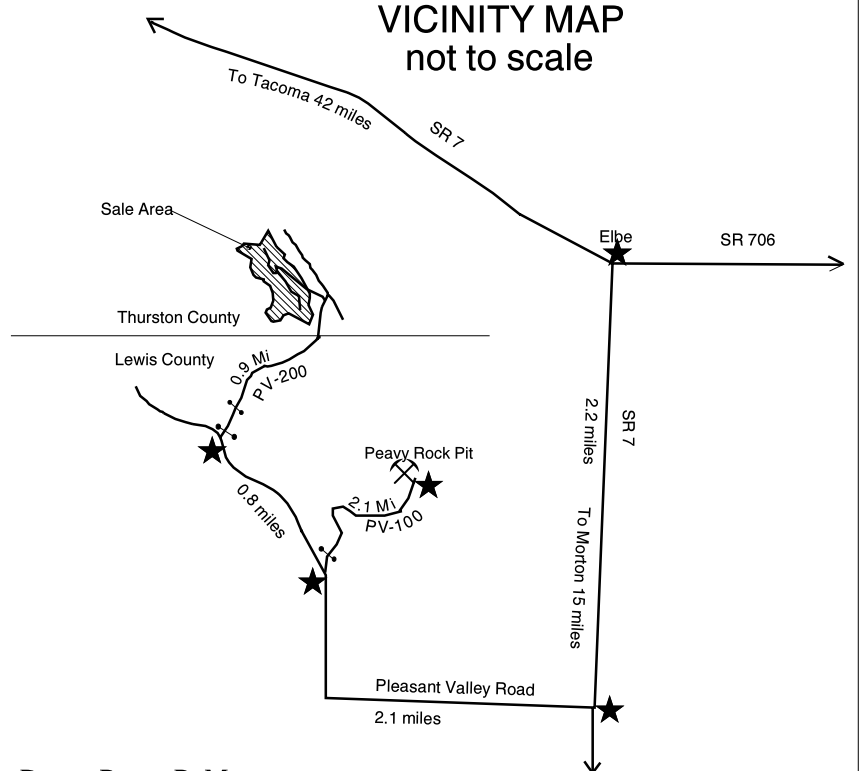 VICINITY MAP
not to scale
To Tacoma 42 miles
SR 7
Sale Area
Elbe
SR 706
Thurston County
Lewis County
0.9 Mi
PV-200
2.2 miles
SR 7
Peavy Rock Pit
2.1 Mi
PV-100
0.8 miles
To Morton 15 miles
Pleasant Valley Road
2.1 miles